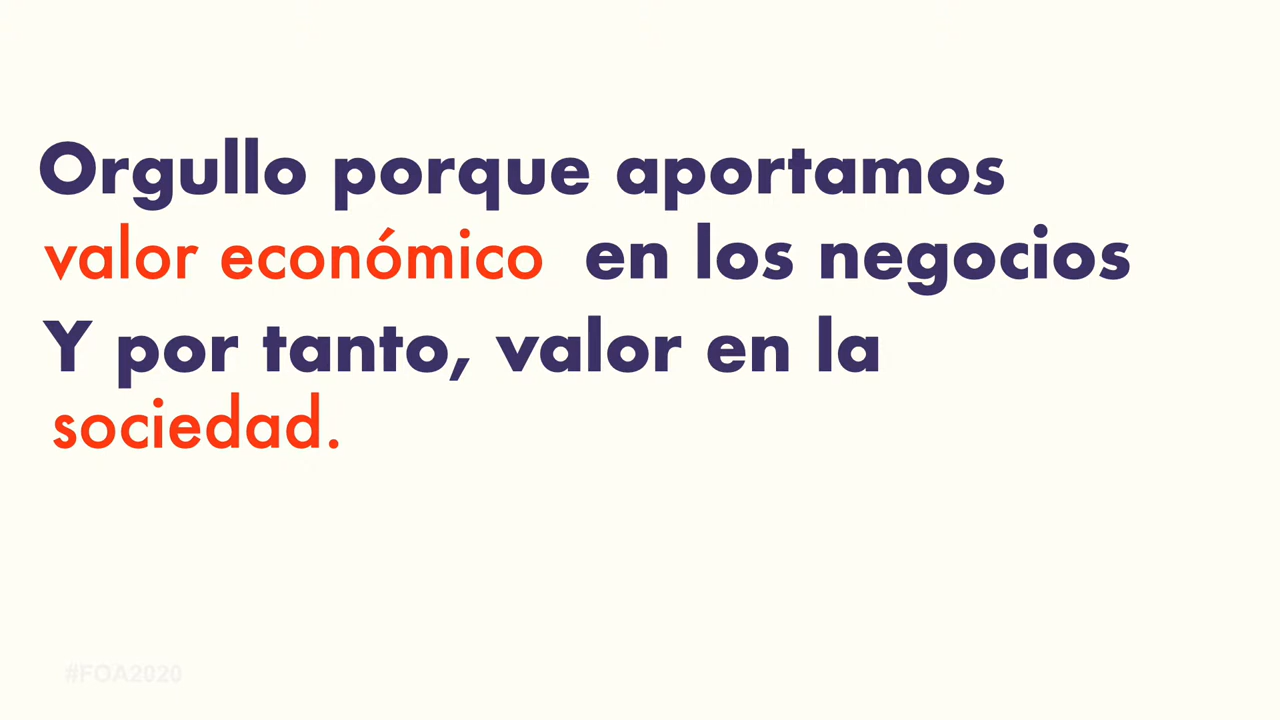 Orgullo porque aportamos
valor económico en los negocios
Y por tanto, valor en la
sociedad.
#FOA2020